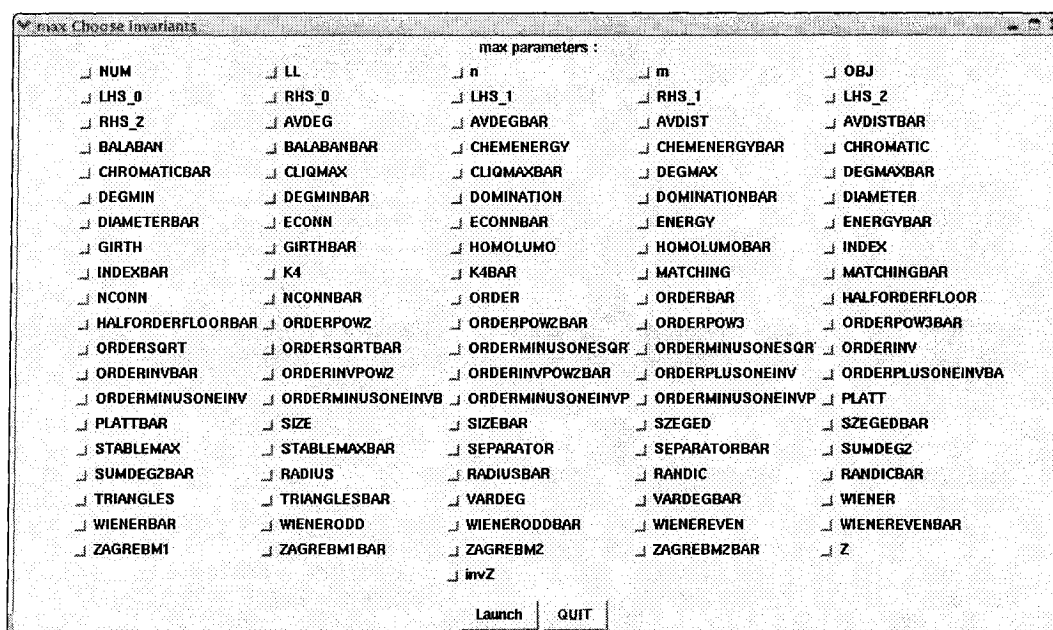 max Choose Invariants
max parameters :
NUM LL n m OBJ
LHS_0 RHS_0 LHS_1 RHS_1 LHS_2
RHS_2 AVDEG AVDEGBAR AVDIST AVDISTBAR
BALABAN BALABANBAR CHEMENERGY CHEMENERGYBAR CHROMATIC
CHROMATICBAR CLIQMAX CLIQMAXBAR DEGMAX DEGMAXBAR
DEGMIN DEGMINBAR DOMINATION DOMINATIONBAR DIAMETER
DIAMETERBAR ECONN ECONNBAR ENERGY ENERGYBAR
GIRTH GIRTHBAR HOMOLUMO HOMOLUMOBAR INDEX
INDEXBAR K4 K4BAR MATCHING MATCHINGBAR
NCONN NCONNBAR ORDER ORDERBAR HALFORDERFLOOR
HALFORDERFLOORBAR ORDERPOW2 ORDERPOW2BAR ORDERPOW3 ORDERPOW3BAR
ORDERSQRT ORDERSQRTBAR ORDERMINUSONESQR ORDERMINUSONESQR ORDERINV
ORDERINVBAR ORDERINVPOW2 ORDERINVPOW2BAR ORDERPLUSONEINV ORDERPLUSONEINVBA
ORDERMINUSONEINV ORDERMINUSONEINVB ORDERMINUSONEINVP ORDERMINUSONEINVP PLATT
PLATTBAR SIZE SIZEBAR SZEGED SZEGEDBAR
STABLEMAX STABLEMAXBAR SEPARATOR SEPARATORBAR SUMDEG2
SUMDEG2BAR RADIUS RADIUSBAR RANDIC RANDICBAR
TRIANGLES TRIANGLESBAR VARDEG VARDEGBAR WIENER
WIENERBAR WIENERODD WIENERODDBAR WIENEREVEN WIENEREVENBAR
ZAGREBM1 ZAGREBM1BAR ZAGREBM2 ZAGREBM2BAR Z
invZ
Launch QUIT